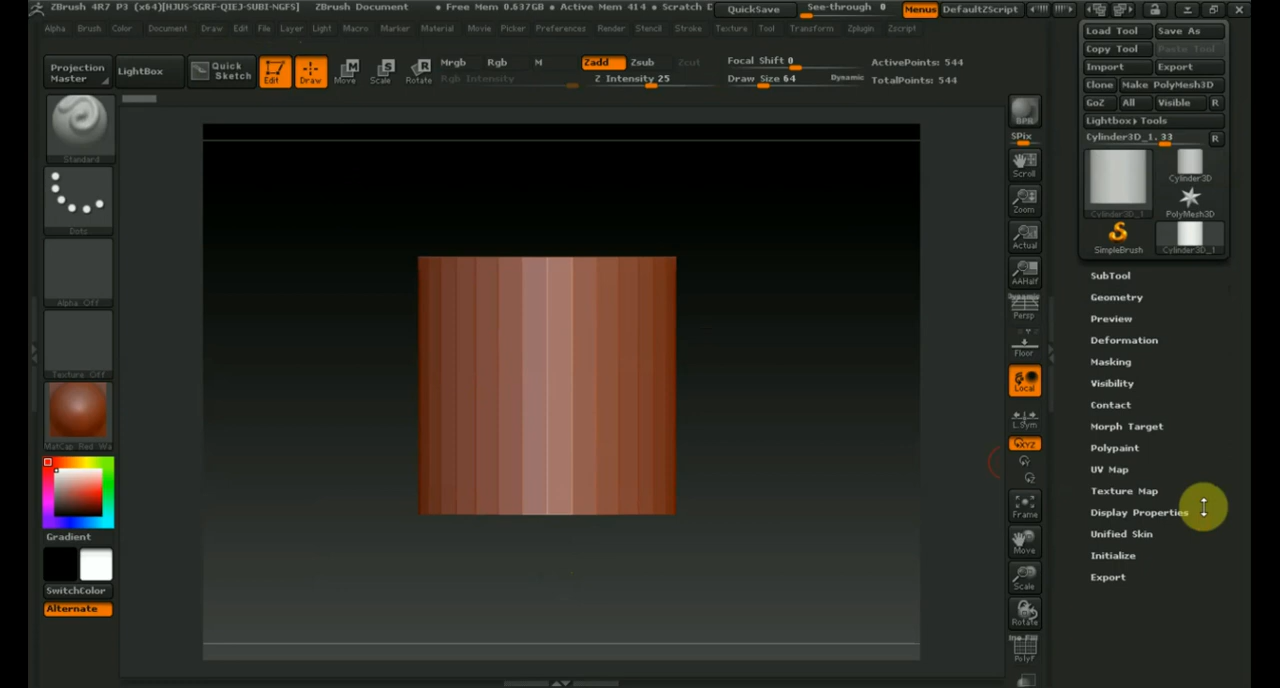 ZBrush 4R7 P3 (x64)[HJUS-SGRF-QIEJ-SUBI-NGFS] ZBrush Document • Free Mem 0.637GB • Active Mem 414 • Scratch D QuickSave See-through 0 Menus DefaultZScript
Alpha Brush Color Document Draw Edit File Layer Light Macro Marker Material Movie Picker Preferences Render Stencil Stroke Texture Tool Transform Zplugin Zscript
Projection Master
LightBox
Quick Sketch
Edit
Draw
Move
Scale
Rotate
Mrgb Rgb M
Rgb Intensity
Zadd Zsub Zcut
Z Intensity 25
Focal Shift 0
Draw Size 64 Dynamic
ActivePoints: 544
TotalPoints: 544
Standard
Dots
Alpha Off
Texture Off
MatCap Red Wa
Gradient
SwitchColor
Alternate
BPR
SPix
Scroll
Zoom
Actual
AAHalf
Dynamic
Persp
Floor
Local
L.Sym
XYZ
Frame
Move
Scale
Rotate
PolyF
Load Tool Save As
Copy Tool Paste Tool
Import Export
Clone Make PolyMesh3D
GoZ All Visible R
Lightbox▸Tools
Cylinder3D_1. 33 R
Cylinder3D_1
Cylinder3D
PolyMesh3D
SimpleBrush
Cylinder3D_1
SubTool
Geometry
Preview
Deformation
Masking
Visibility
Contact
Morph Target
Polypaint
UV Map
Texture Map
Display Properties
Unified Skin
Initialize
Export